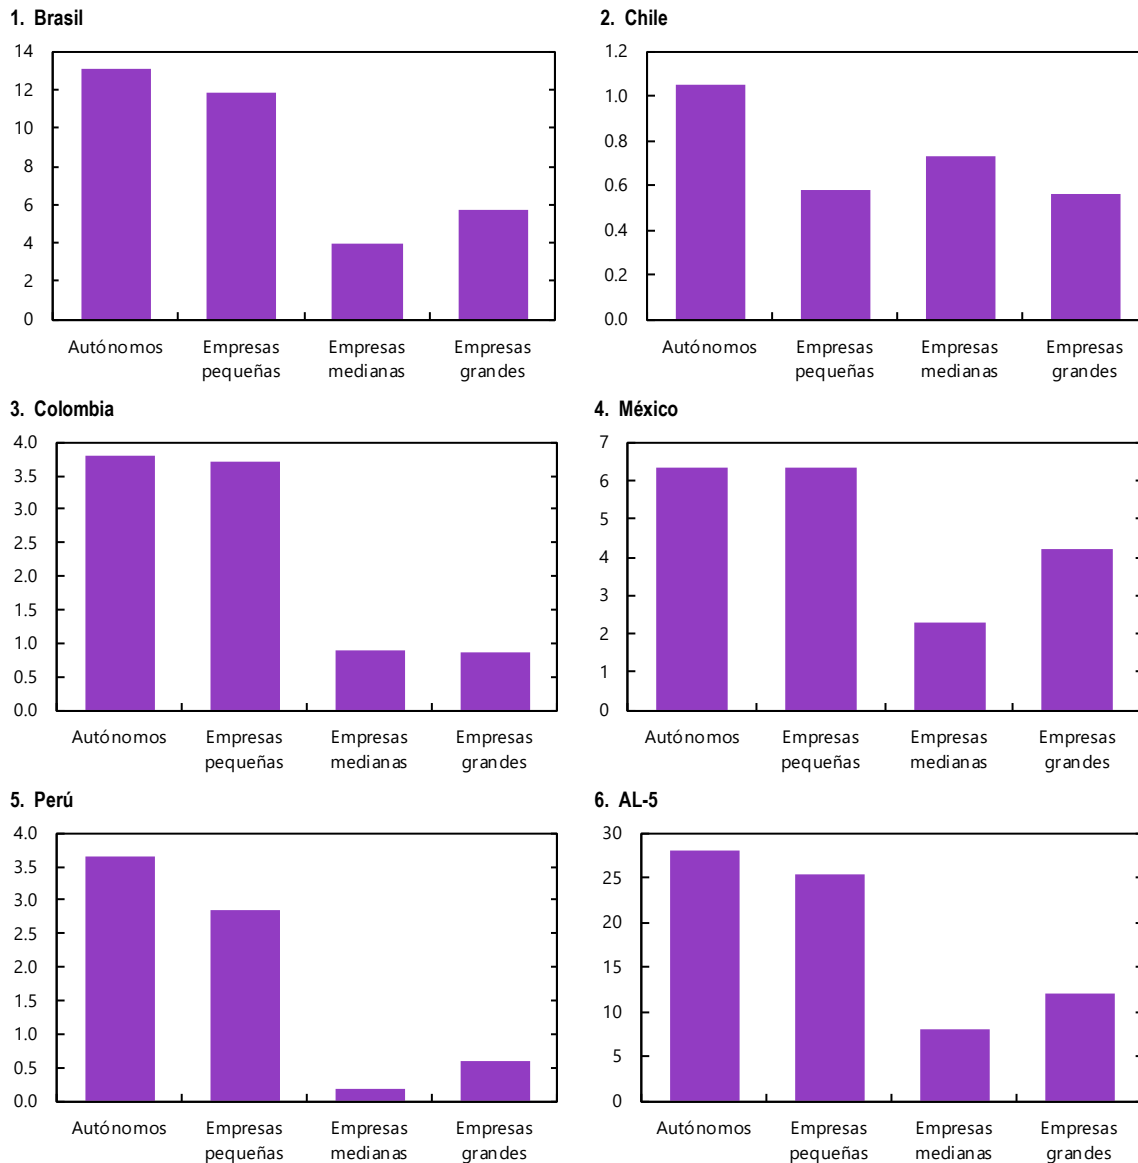 1. Brasil
14
12
10
8
6
4
2
0
Autónomos
Empresas
pequeñas
Empresas
medianas
Empresas
grandes
2. Chile
1.2
1.0
0.8
0.6
0.4
0.2
0.0
Autónomos
Empresas
pequeñas
Empresas
medianas
Empresas
grandes
3. Colombia
4.0
3.5
3.0
2.5
2.0
1.5
1.0
0.5
0.0
Autónomos
Empresas
pequeñas
Empresas
medianas
Empresas
grandes
4. México
7
6
5
4
3
2
1
0
Autónomos
Empresas
pequeñas
Empresas
medianas
Empresas
grandes
5. Perú
4.0
3.5
3.0
2.5
2.0
1.5
1.0
0.5
0.0
Autónomos
Empresas
pequeñas
Empresas
medianas
Empresas
grandes
6. AL-5
30
25
20
15
10
5
0
Autónomos
Empresas
pequeñas
Empresas
medianas
Empresas
grandes